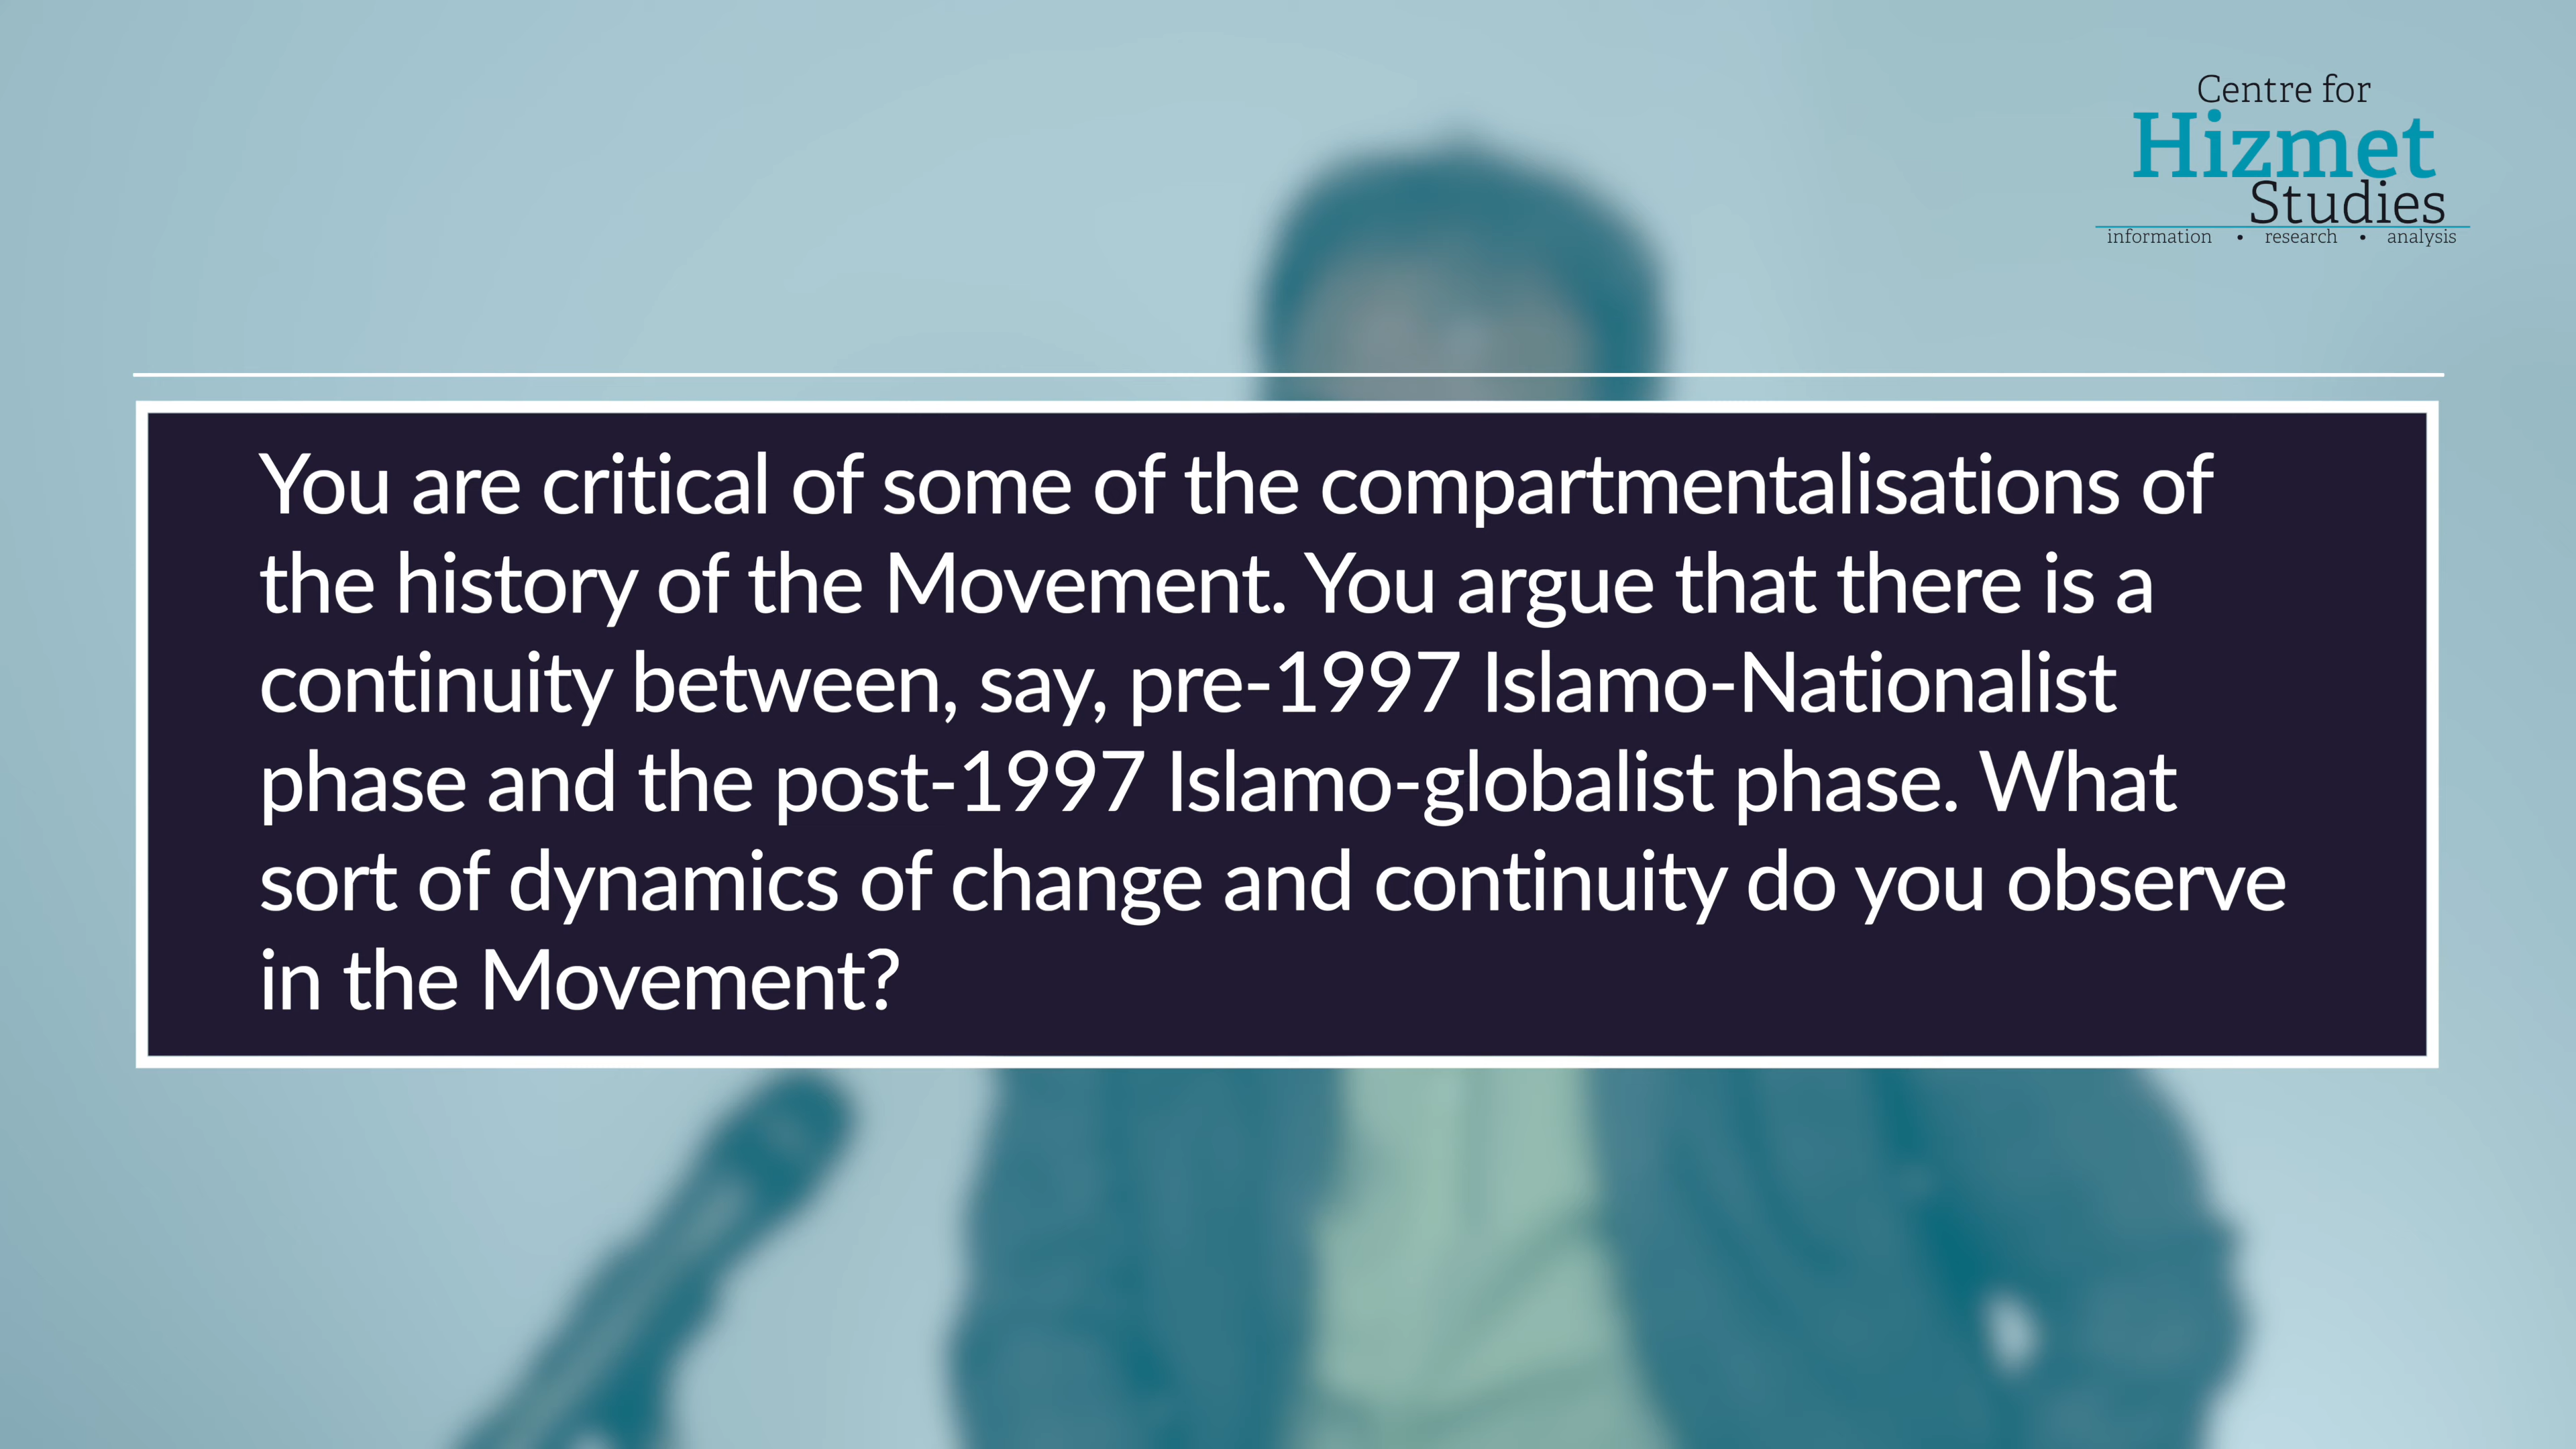 Centre for
Hizmet
Studies
information • research • analysis
You are critical of some of the compartmentalisations of
the history of the Movement. You argue that there is a
continuity between, say, pre-1997 Islamo-Nationalist
phase and the post-1997 Islamo-globalist phase. What
sort of dynamics of change and continuity do you observe
in the Movement?